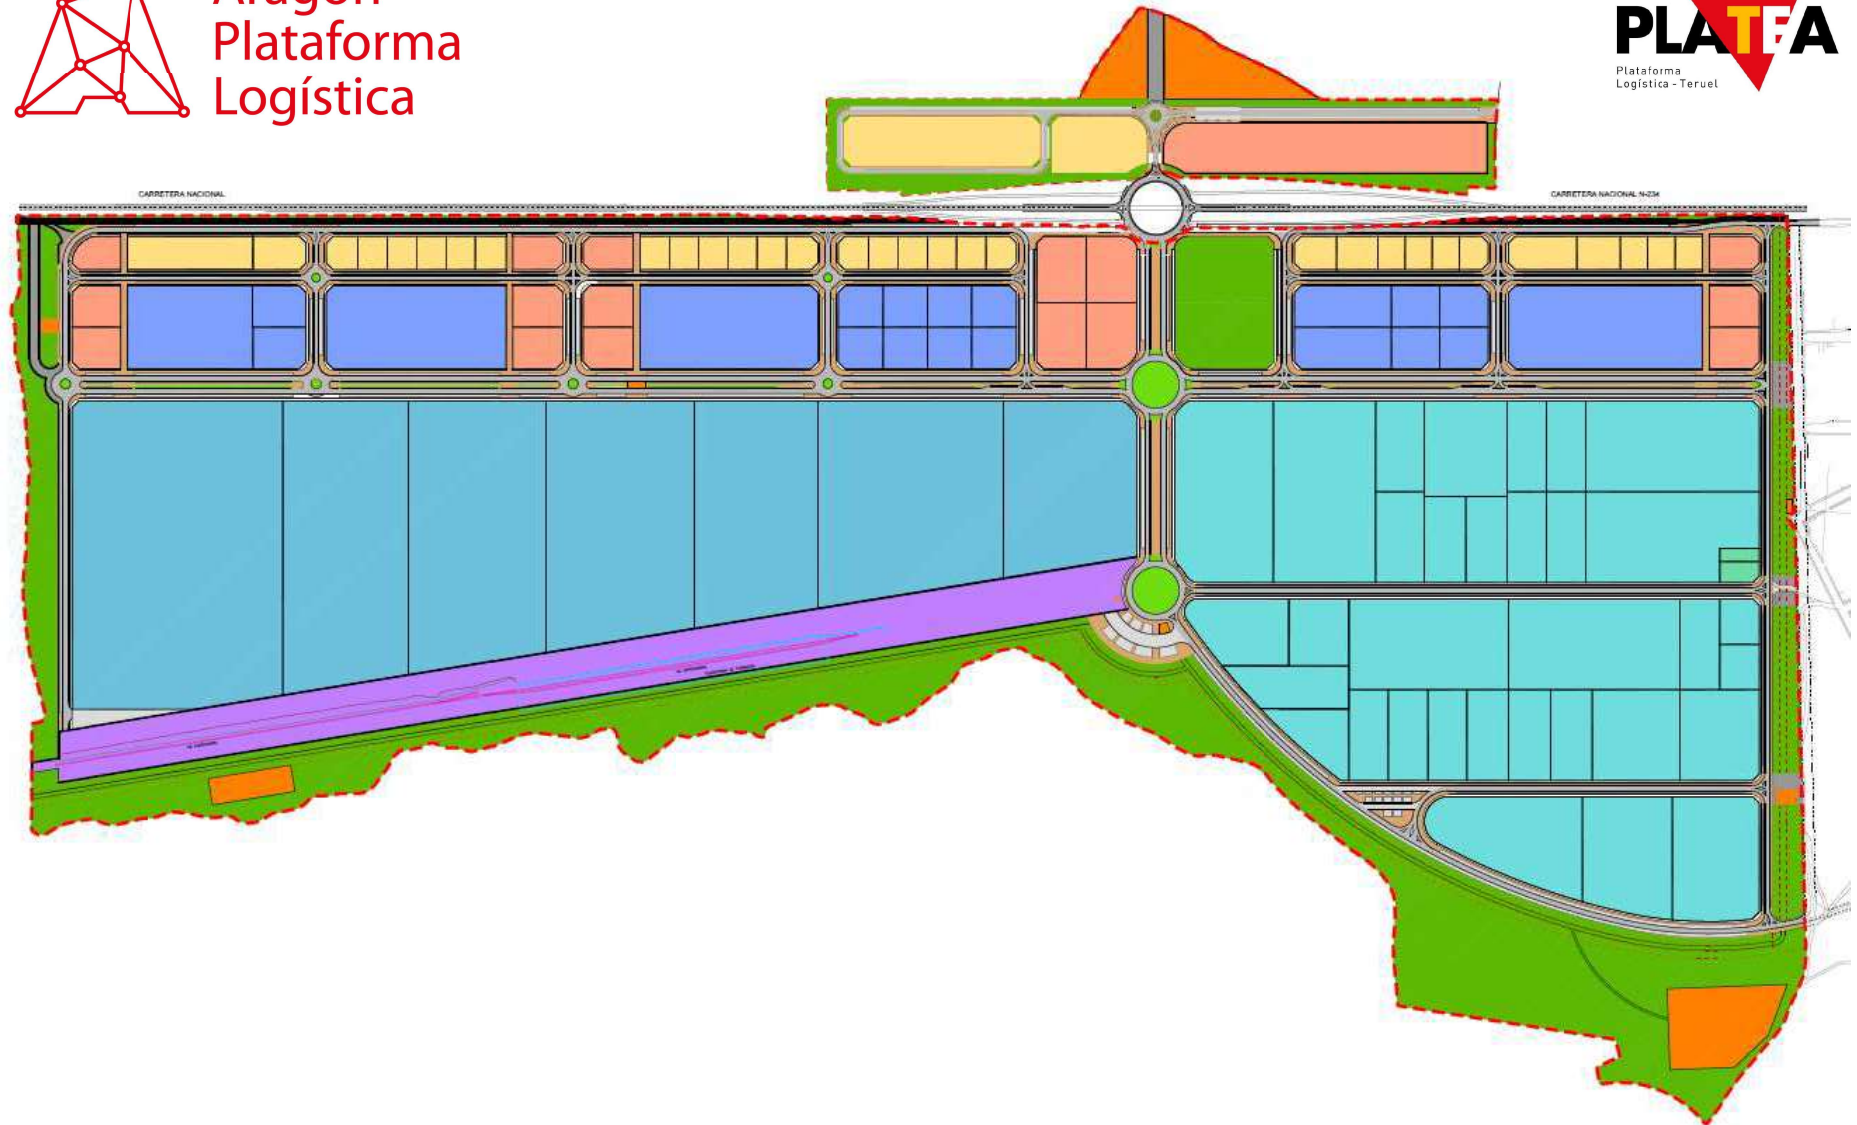 Aragón
Plataforma
Logística
PLATEA
Plataforma
Logística - Teruel
CARRETERA NACIONAL
CARRETERA NACIONAL N-234